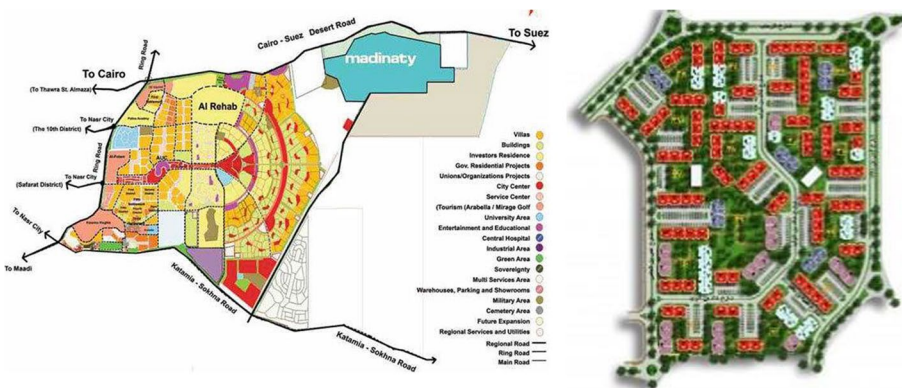 Cairo - Suez Desert Road
To Suez
Ring Road
To Cairo
(To Thawra St. Almaza)
madinaty
Al Rehab
To Nasr City
(The 10th District)
Ring Road
To Nasr City
(Safarat District)
To Nasr City
To Maadi
Katamia - Sokhna Road
Katamia - Sokhna Road
Villas
Buildings
Investors Residence
Gov. Residential Projects
Unions/Organizations Projects
City Center
Service Center
(Tourism (Arabella / Mirage Golf
University Area
Entertainment and Educational
Central Hospital
Industrial Area
Green Area
Sovereignty
Multi Services Area
Warehouses, Parking and Showrooms
Military Area
Cemetery Area
Future Expansion
Regional Services and Utilities
Regional Road
Ring Road
Main Road